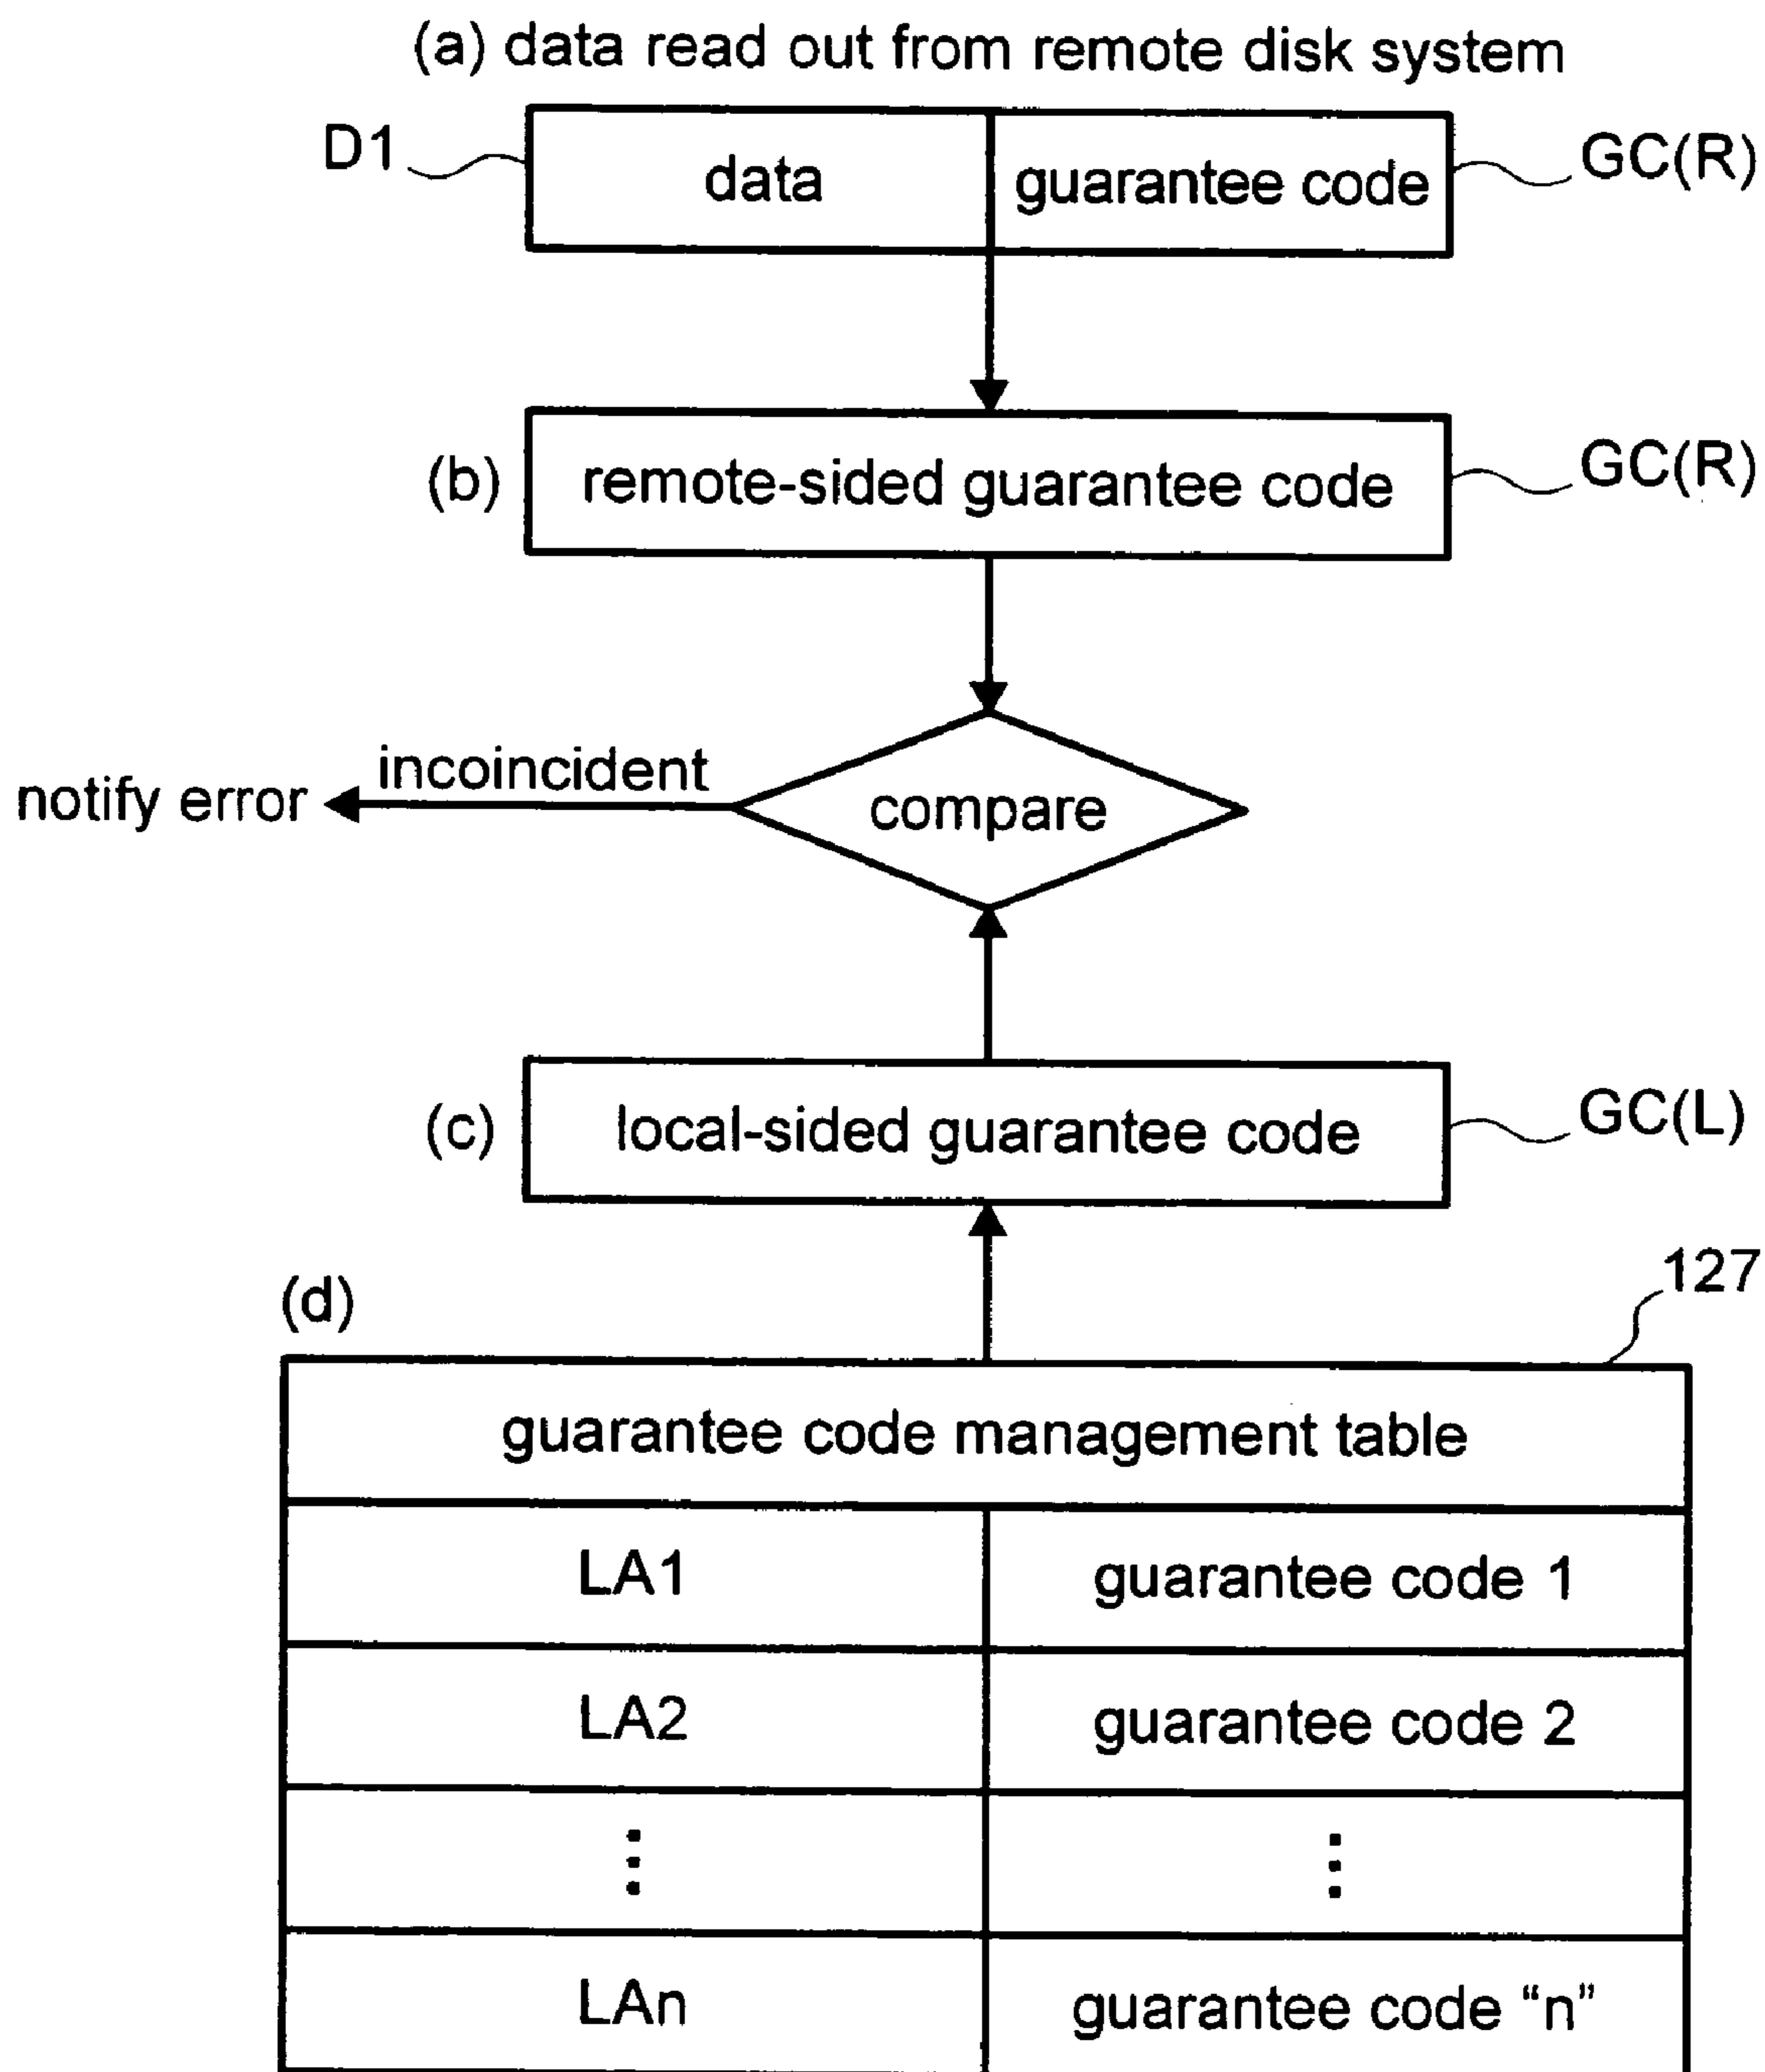 (a) data read out from remote disk system
D1
data
guarantee code
GC(R)
(b)
remote-sided guarantee code
GC(R)
notify error
incoincident
compare
(c)
local-sided guarantee code
GC(L)
(d)
127
guarantee code management table
LA1
guarantee code 1
LA2
guarantee code 2
⋮
⋮
LAn
guarantee code “n”